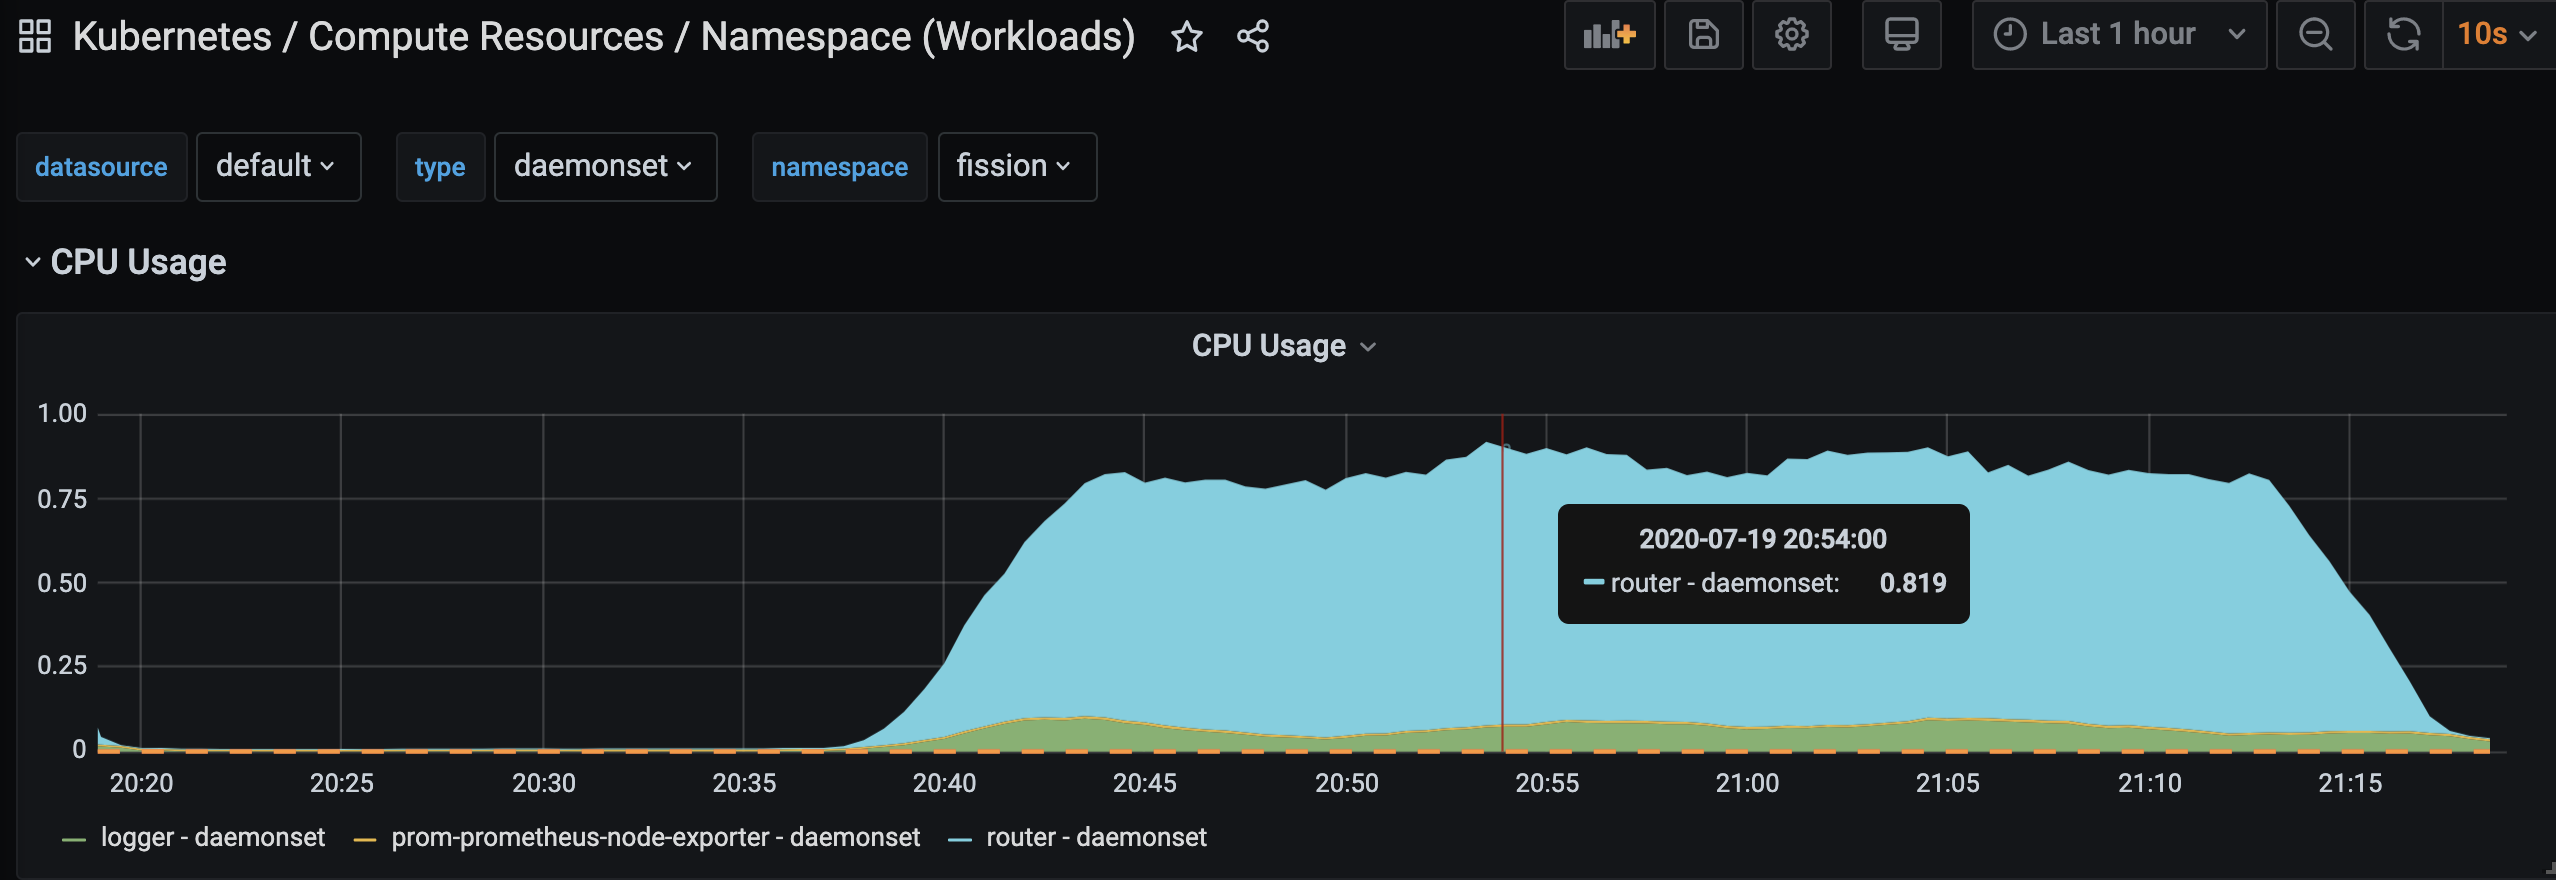 Kubernetes / Compute Resources / Namespace (Workloads) Last 1 hour 10s
datasource default type daemonset namespace fission
CPU Usage
CPU Usage
1.00
0.75
0.50
0.25
0
2020-07-19 20:54:00
router - daemonset: 0.819
20:20 20:25 20:30 20:35 20:40 20:45 20:50 20:55 21:00 21:05 21:10 21:15
logger - daemonset prom-prometheus-node-exporter - daemonset router - daemonset